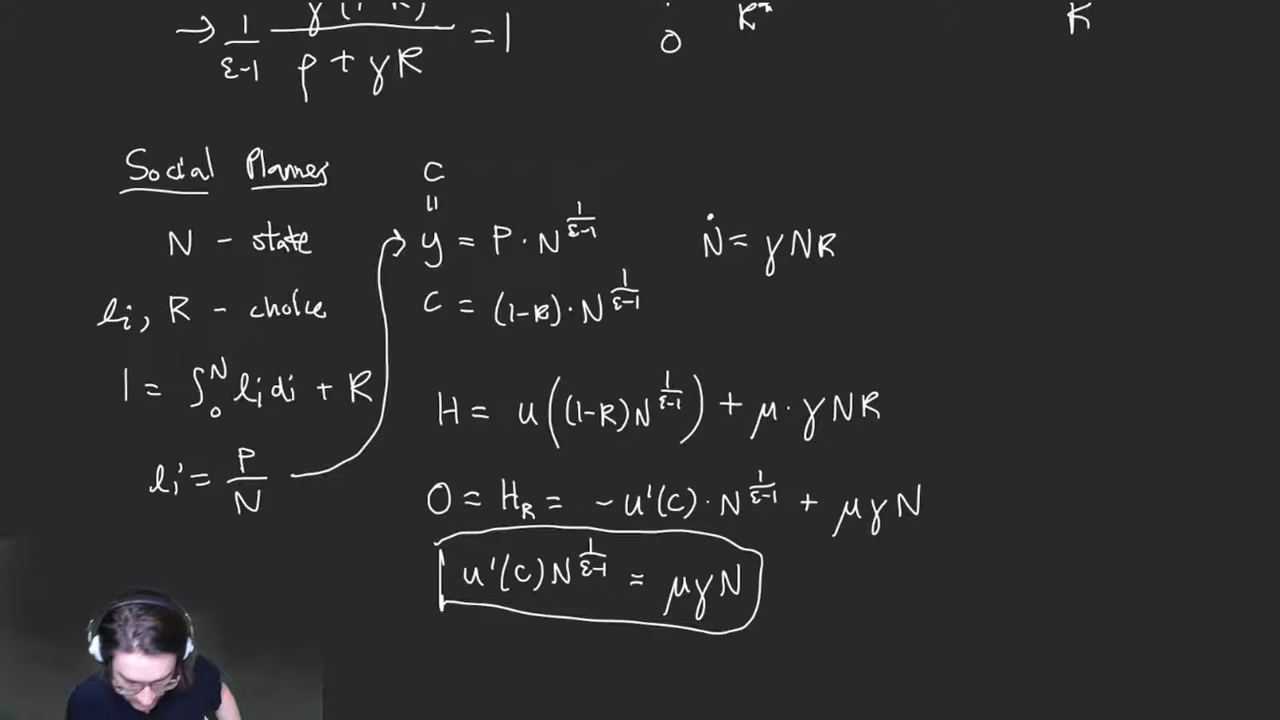 → 1/(ε-1) γ(1-R)/(ρ + γR) = 1
0 R* R
Social Planner
C
=
N - state y = P · N^(1/(ε-1)) Ṅ = γNR
li, R - choice C = (1-R) · N^(1/(ε-1))
1 = ∫₀^N li di + R
H = u((1-R)N^(1/(ε-1))) + μ · γNR
li = P/N
0 = H_R = -u'(C) · N^(1/(ε-1)) + μγN
u'(C)N^(1/(ε-1)) = μγN